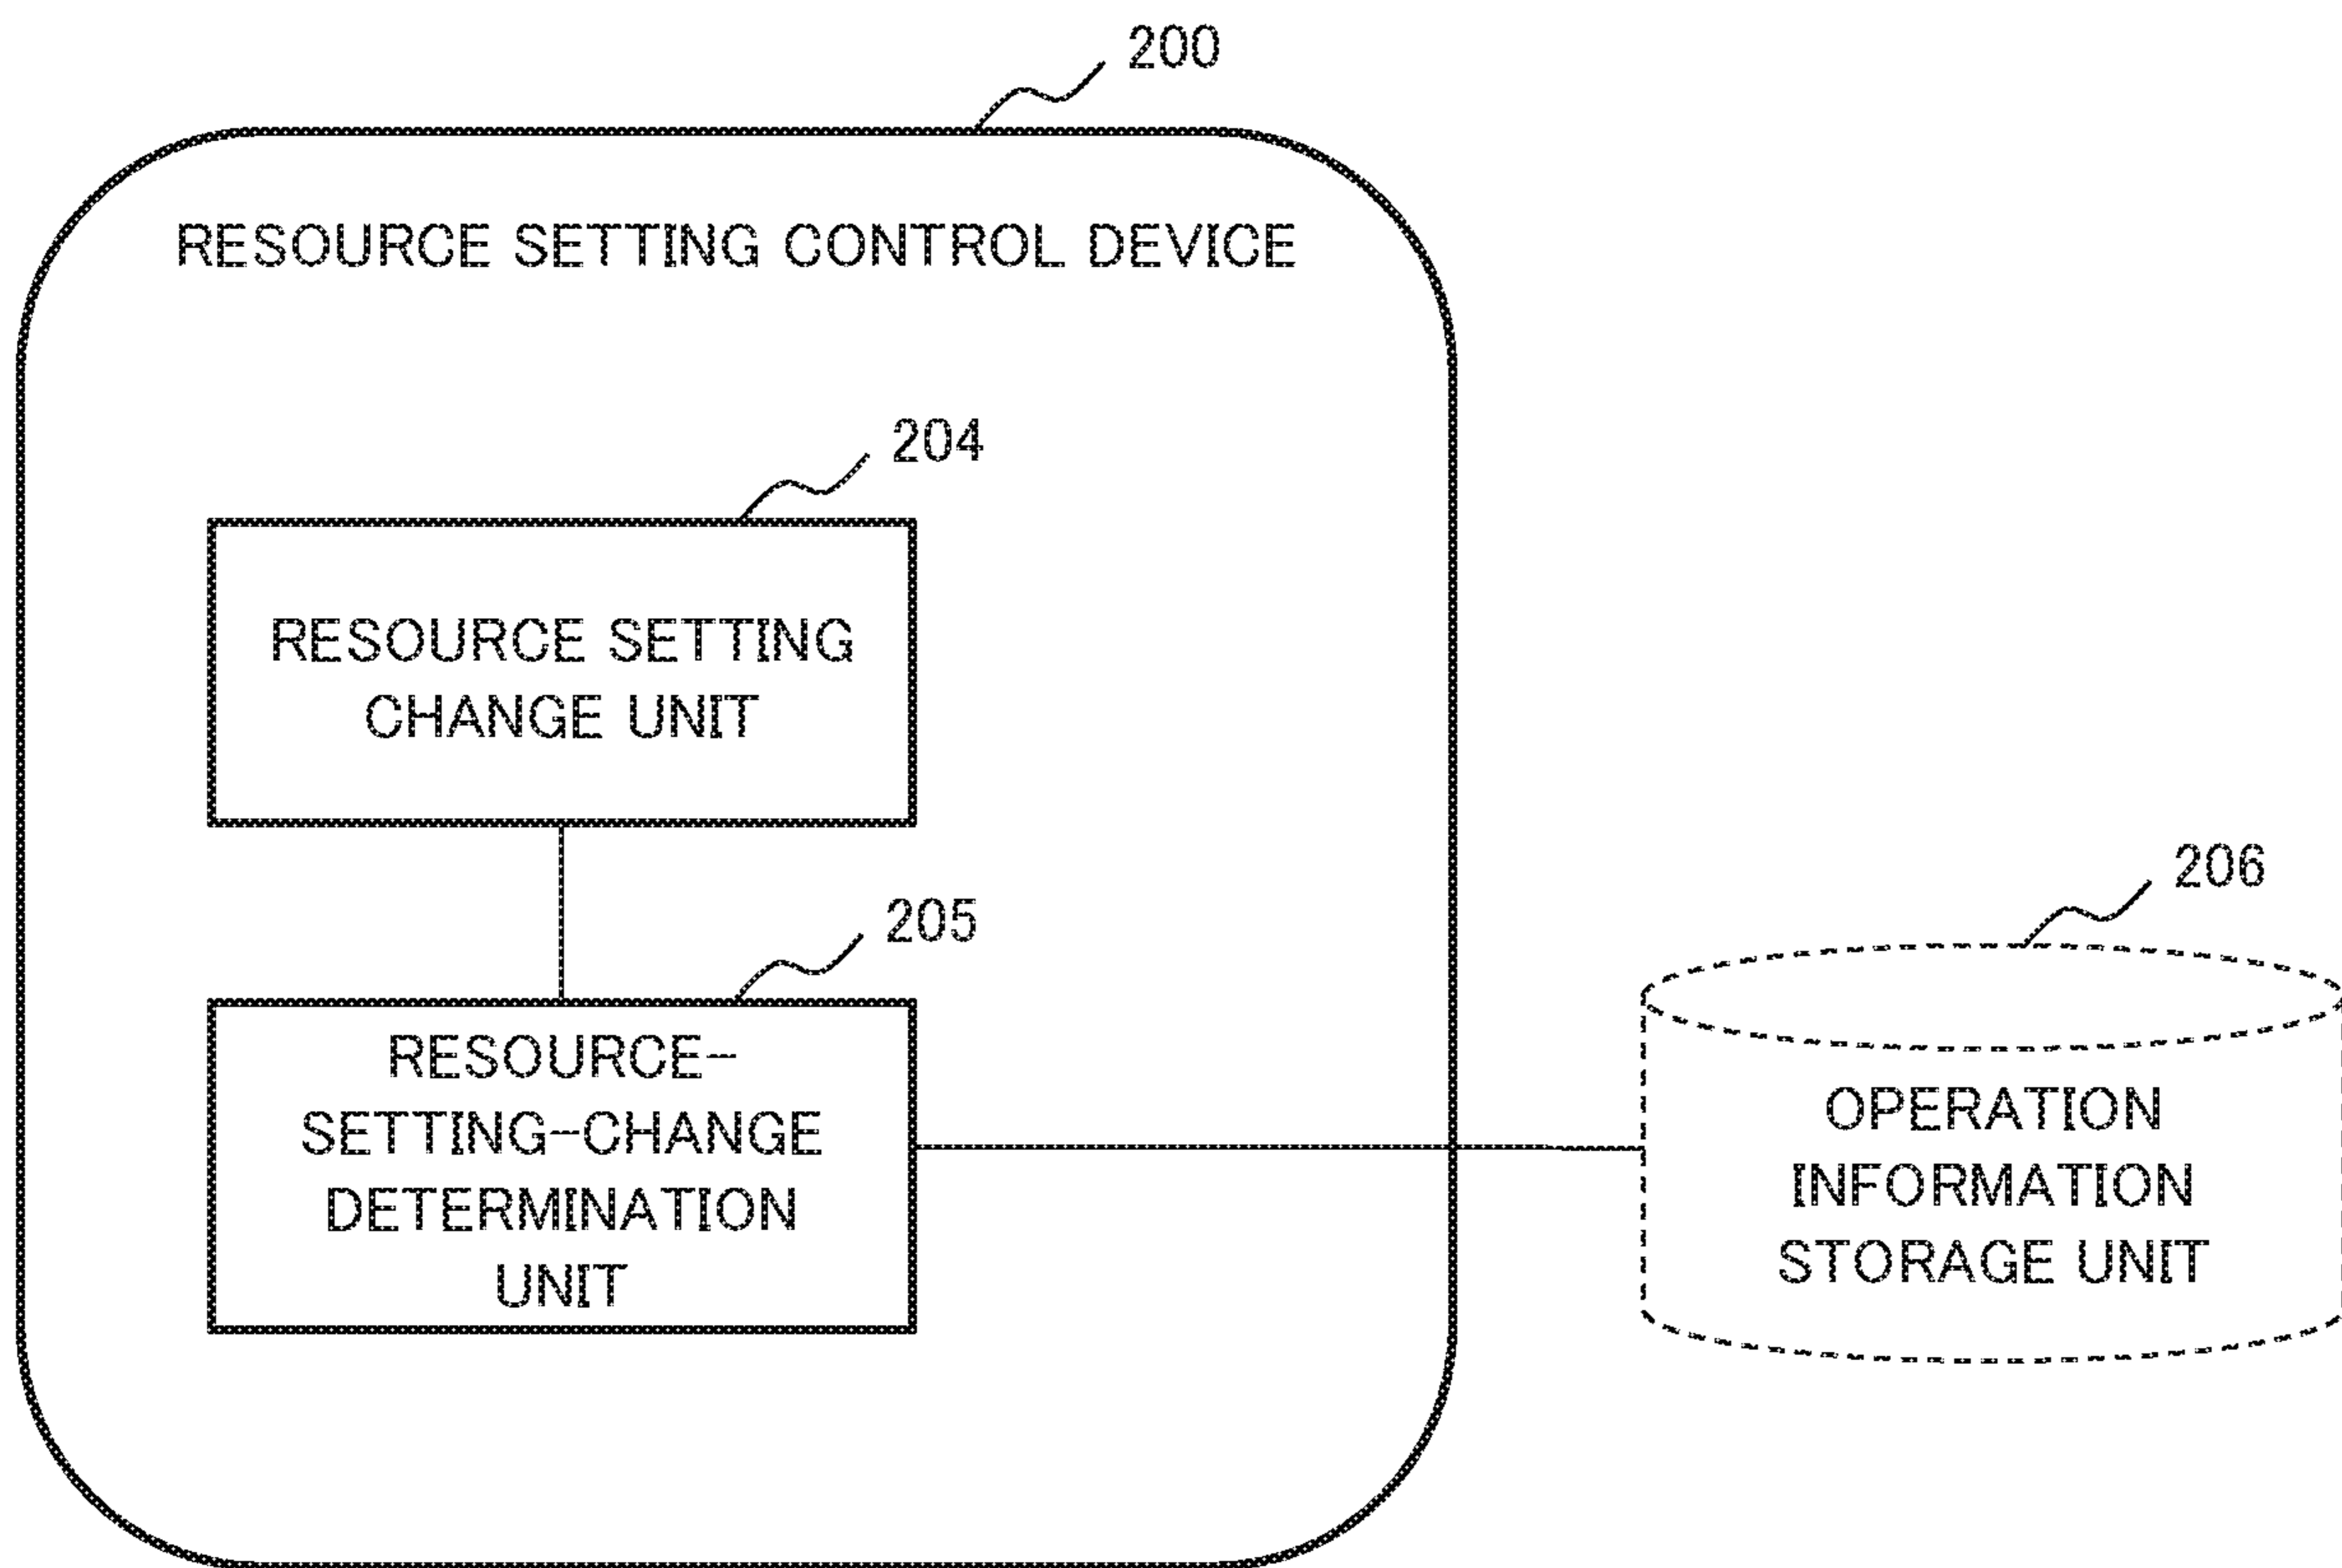 200
RESOURCE SETTING CONTROL DEVICE
204
RESOURCE SETTING
CHANGE UNIT
205
RESOURCE-
SETTING-CHANGE
DETERMINATION
UNIT
206
OPERATION
INFORMATION
STORAGE UNIT